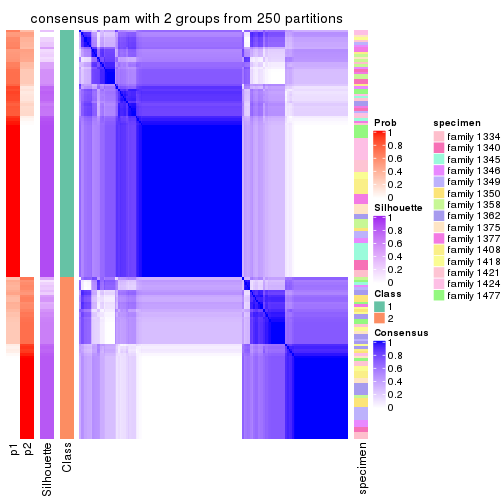 consensus pam with 2 groups from 250 partitions
Prob
1
0.8
0.6
0.4
0.2
0
Silhouette
1
0.8
0.6
0.4
0.2
0
Class
1
2
Consensus
1
0.8
0.6
0.4
0.2
0
specimen
family 1334
family 1340
family 1345
family 1346
family 1349
family 1350
family 1358
family 1362
family 1375
family 1377
family 1408
family 1418
family 1421
family 1424
family 1477
p1
p2
Silhouette
Class
specimen